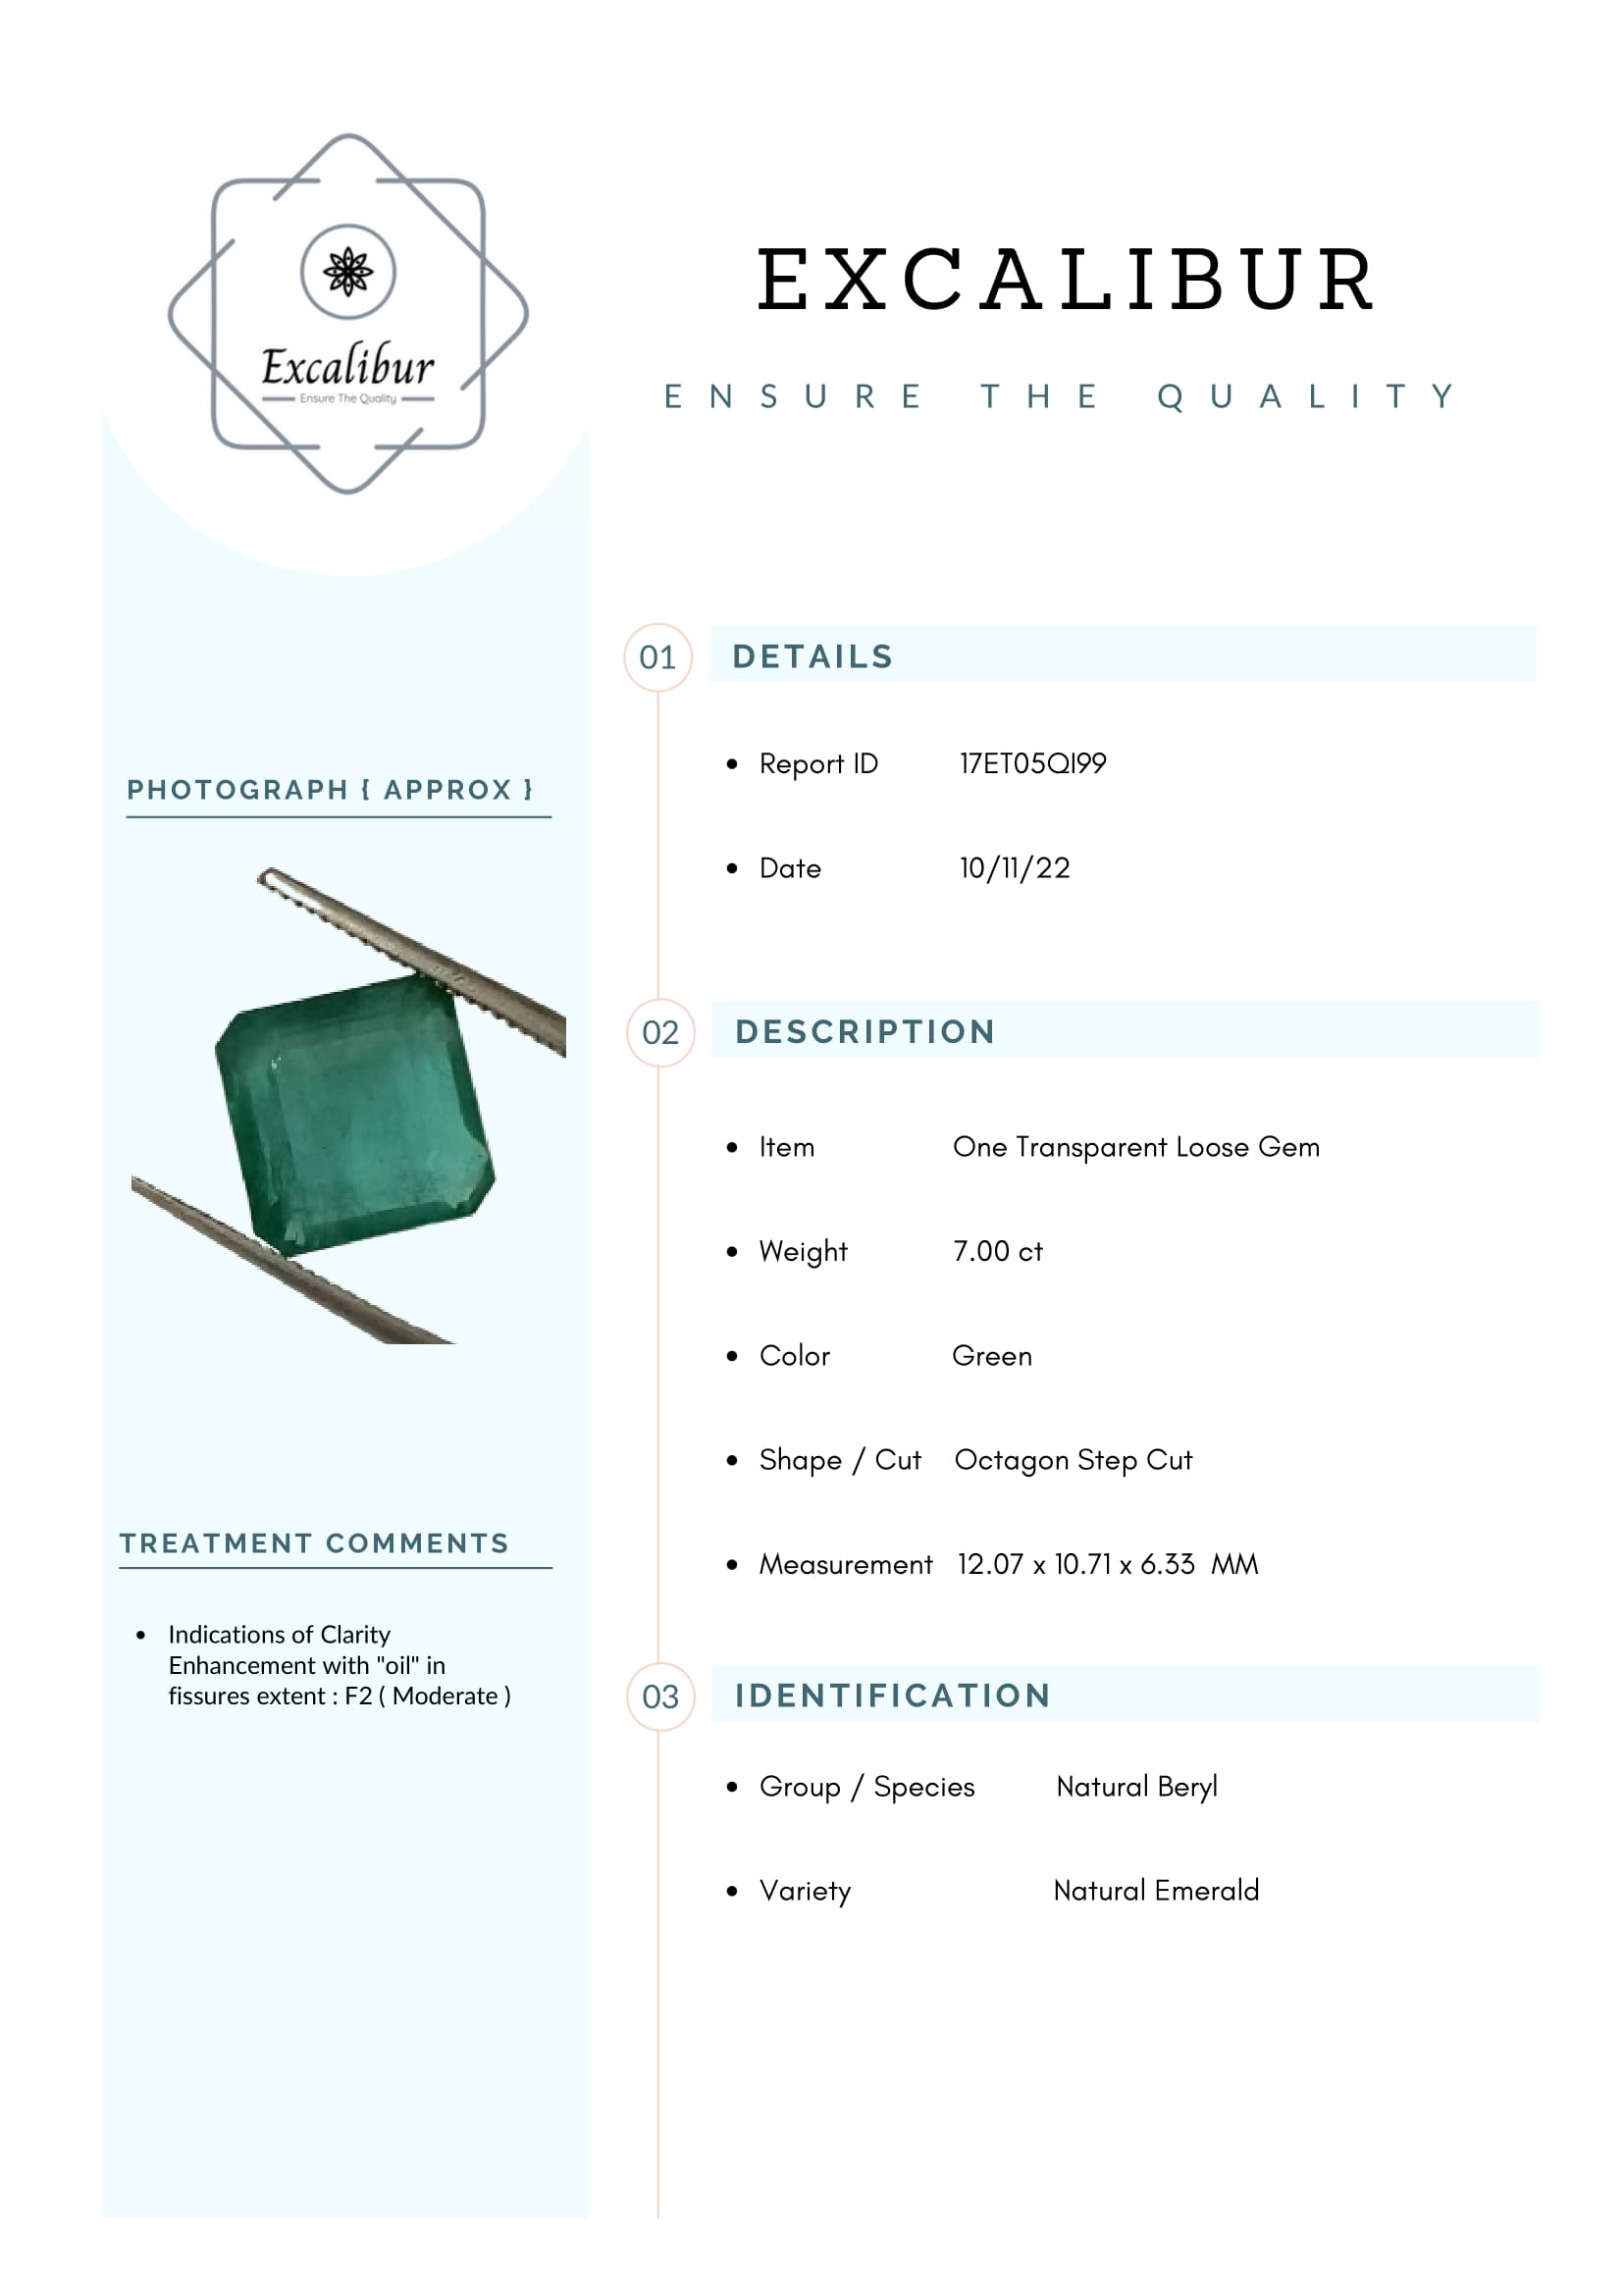 Excalibur
Ensure The Quality
EXCALIBUR
ENSURE THE QUALITY
PHOTOGRAPH { APPROX }
TREATMENT COMMENTS
• Indications of Clarity
Enhancement with "oil" in
fissures extent : F2 ( Moderate )
01 DETAILS
• Report ID 17ET05QI99
• Date 10/11/22
02 DESCRIPTION
• Item One Transparent Loose Gem
• Weight 7.00 ct
• Color Green
• Shape / Cut Octagon Step Cut
• Measurement 12.07 x 10.71 x 6.33 MM
03 IDENTIFICATION
• Group / Species Natural Beryl
• Variety Natural Emerald